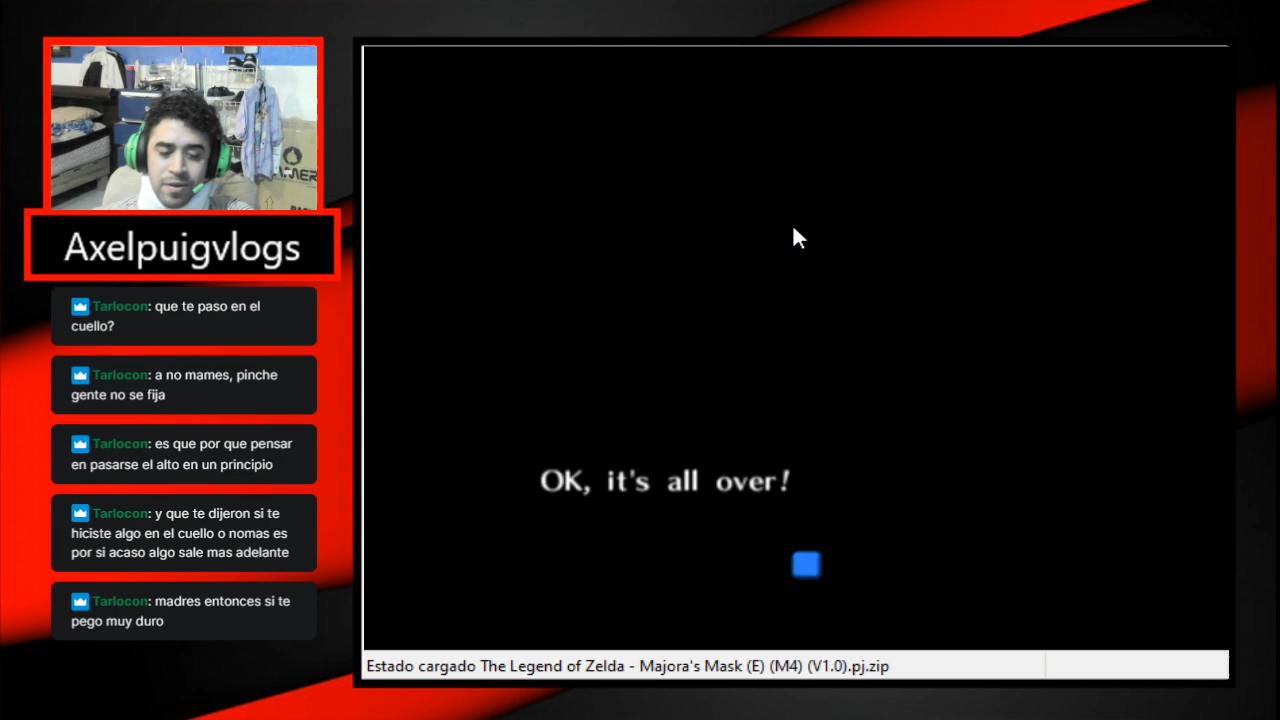 Axelpuigvlogs
Tarlocon: que te paso en el
cuello?
Tarlocon: a no mames, pinche
gente no se fija
Tarlocon: es que por que pensar
en pasarse el alto en un principio
Tarlocon: y que te dijeron si te
hiciste algo en el cuello o nomas es
por si acaso algo sale mas adelante
Tarlocon: madres entonces si te
pego muy duro
OK, it's all over!
Estado cargado The Legend of Zelda - Majora's Mask (E) (M4) (V1.0).pj.zip